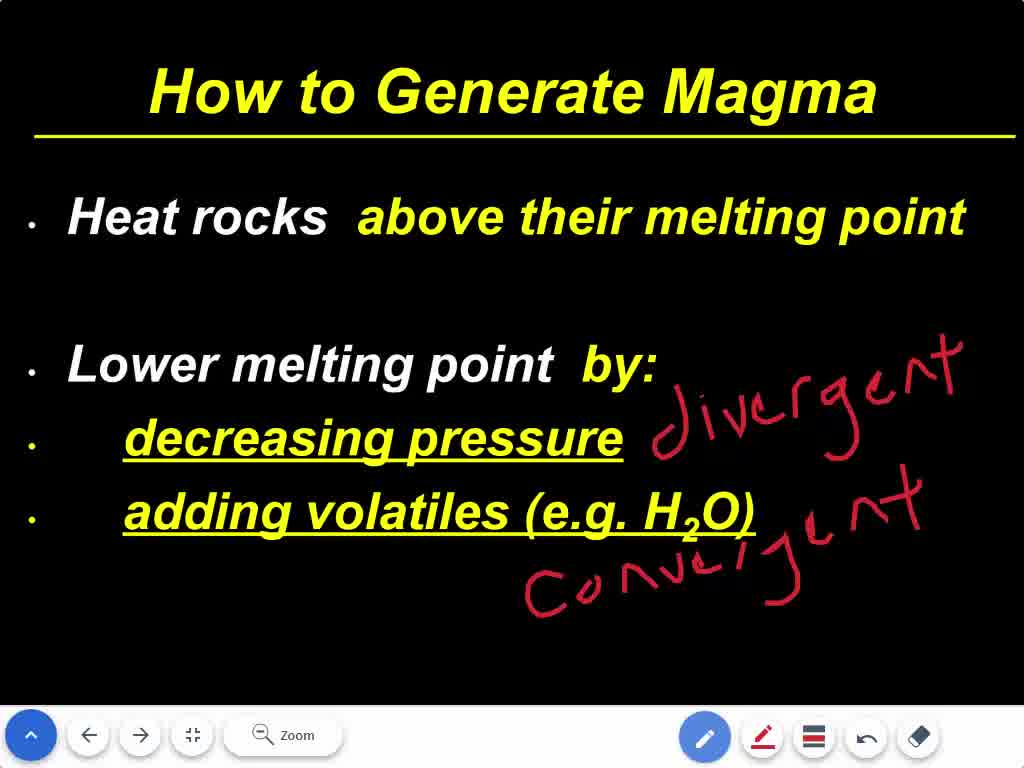 How to Generate Magma
• Heat rocks above their melting point
• Lower melting point by:
• decreasing pressure divergent
• adding volatiles (e.g. H₂O)
convergent
Zoom